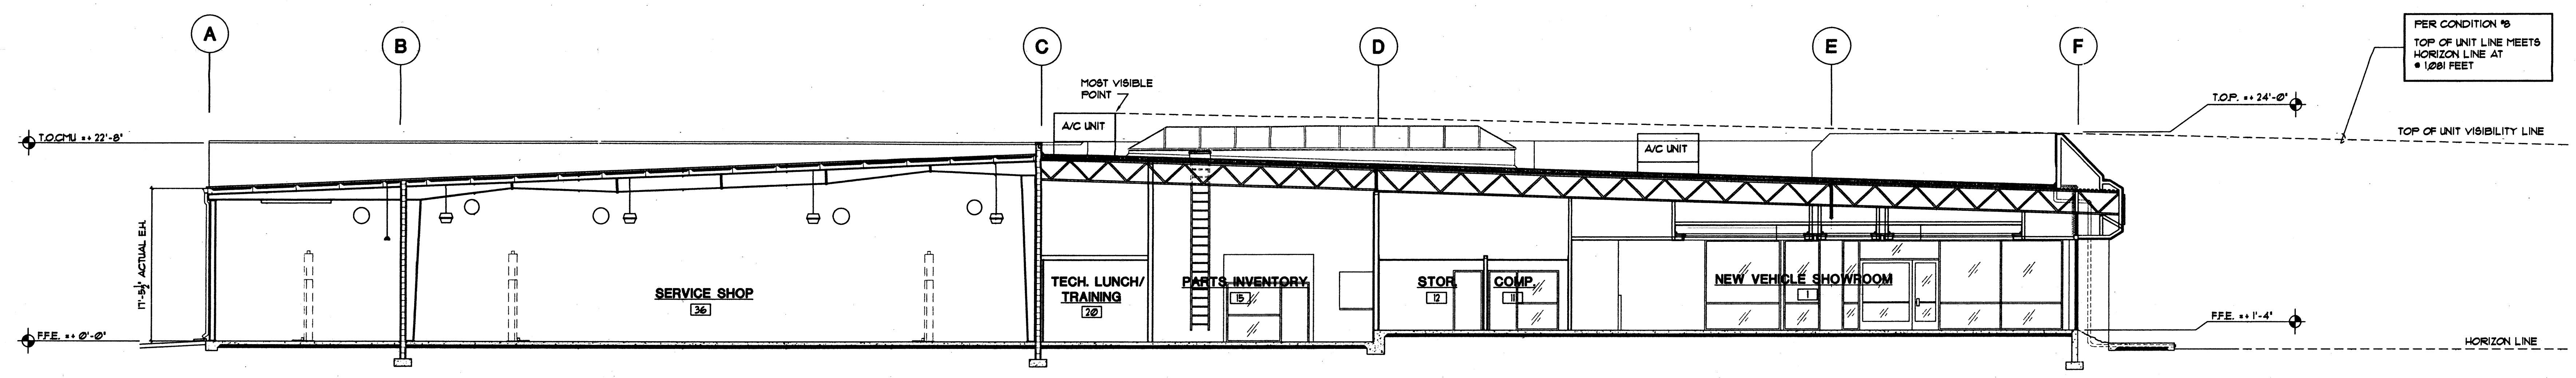 A
B
C
D
E
F
PER CONDITION #8
TOP OF UNIT LINE MEETS
HORIZON LINE AT
@ 1,081 FEET
MOST VISIBLE
POINT
A/C UNIT
T.O.P. = + 24'-0"
T.O.CMU = + 22'-8"
TOP OF UNIT VISIBILITY LINE
A/C UNIT
17'-5½" ACTUAL E.H.
SERVICE SHOP
36
TECH. LUNCH/
TRAINING
20
PARTS INVENTORY
15
STOR.
12
COMP.
11
NEW VEHICLE SHOWROOM
1
F.F.E. = + 0'-0"
F.F.E. = + 1'-4"
HORIZON LINE